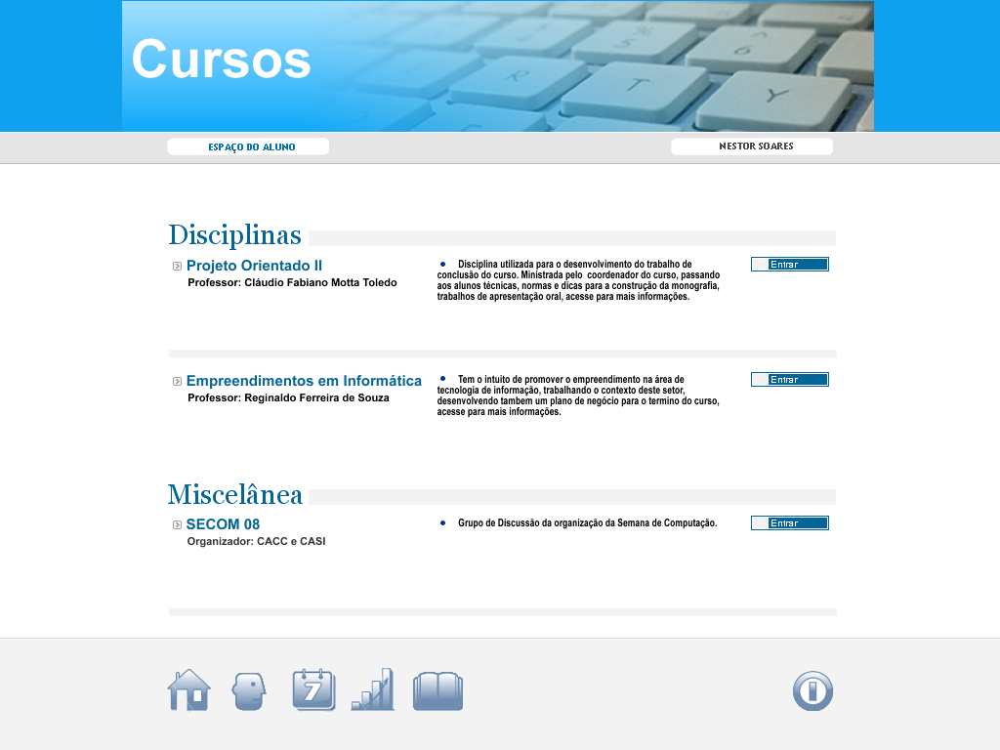 Cursos
%
5
6
R
T
Y
ESPAÇO DO ALUNO
NESTOR SOARES
Disciplinas
Projeto Orientado II
Professor: Cláudio Fabiano Motta Toledo
Disciplina utilizada para o desenvolvimento do trabalho de
conclusão do curso. Ministrada pelo  coordenador do curso, passando
aos alunos técnicas, normas e dicas para a construção da monografia,
trabalhos de apresentação oral, acesse para mais informações.
Entrar
Empreendimentos em Informática
Professor: Reginaldo Ferreira de Souza
Tem o intuito de promover o empreendimento na área de
tecnologia de informação, trabalhando o contexto deste setor,
desenvolvendo tambem um plano de negócio para o termino do curso,
acesse para mais informações.
Entrar
Miscelânea
SECOM 08
Organizador: CACC e CASI
Grupo de Discussão da organização da Semana de Computação.
Entrar
7